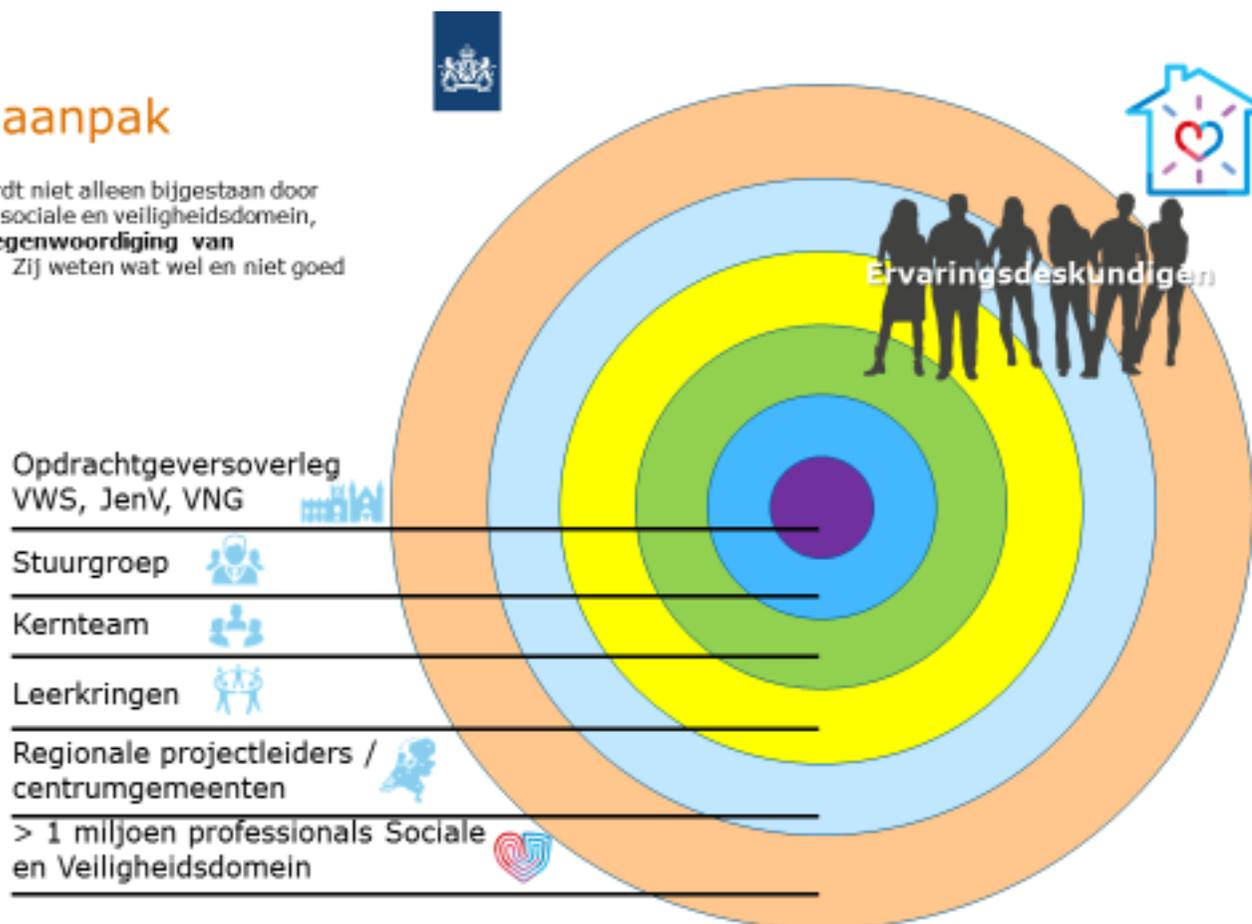 aanpak
rdt niet alleen bijgestaan door
sociale en veiligheidsdomein,
egenwoordiging van
Zij weten wat wel en niet goed
Ervaringsdeskundigen
Opdrachtgeversoverleg
VWS, JenV, VNG
Stuurgroep
Kernteam
Leerkringen
Regionale projectleiders /
centrumgemeenten
> 1 miljoen professionals Sociale
en Veiligheidsdomein